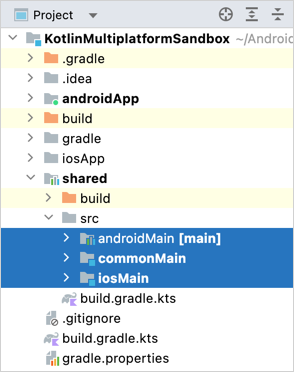 Project
KotlinMultiplatformSandbox ~/Android
.gradle
.idea
androidApp
build
gradle
iosApp
shared
build
src
androidMain [main]
commonMain
iosMain
build.gradle.kts
.gitignore
build.gradle.kts
gradle.properties